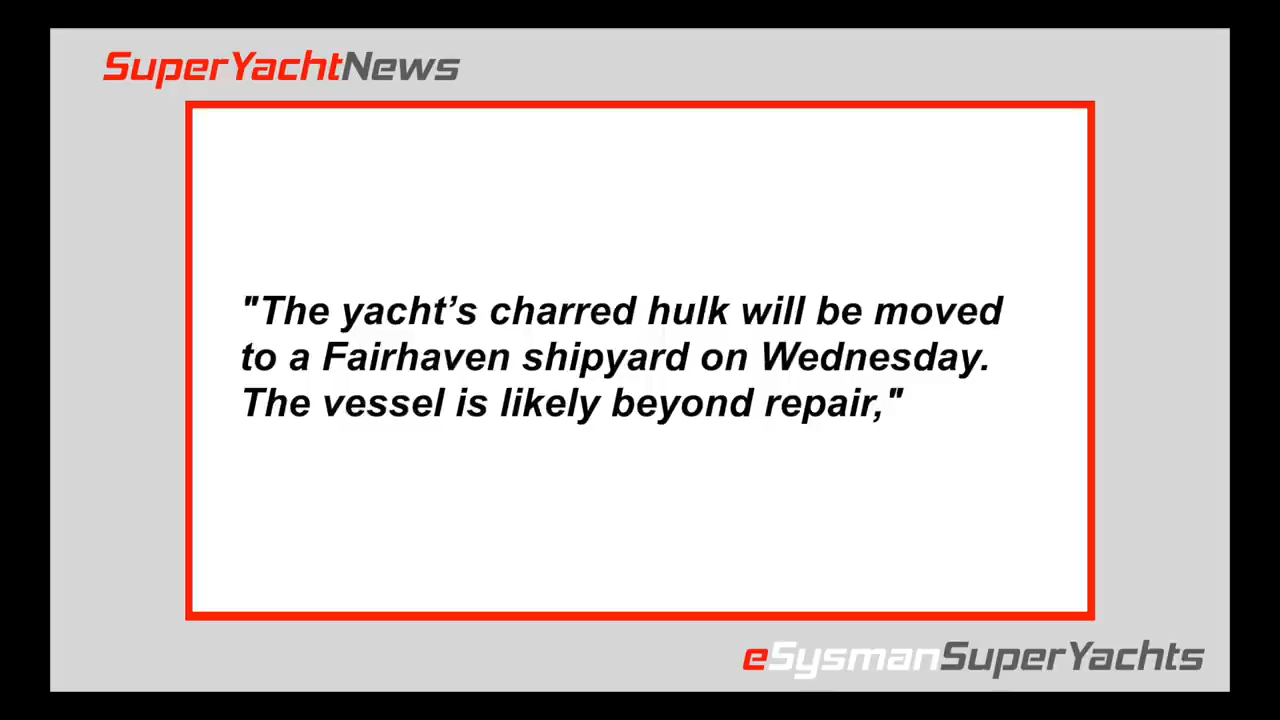 SuperYachtNews
"The yacht’s charred hulk will be moved
to a Fairhaven shipyard on Wednesday.
The vessel is likely beyond repair,"
eSysmanSuperYachts